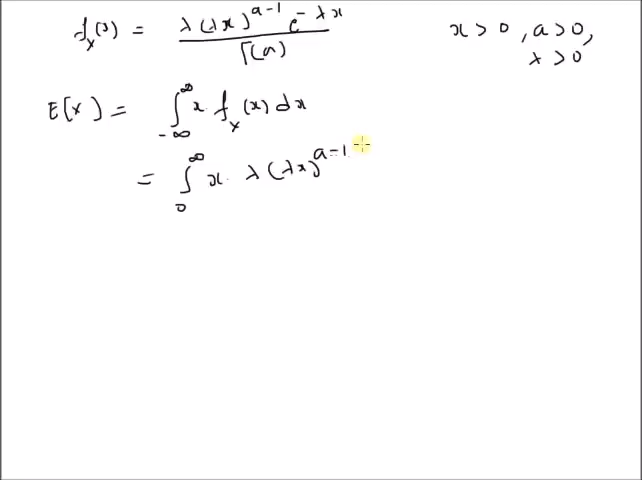 f_X(x) = λ(λx)^{a-1} e^{-λx} / Γ(a)   x > 0, a > 0,
λ > 0
E[X] = ∫_{-∞}^{∞} x. f_X(x) dx
= ∫_0^∞ x. λ(λx)^{a-1}